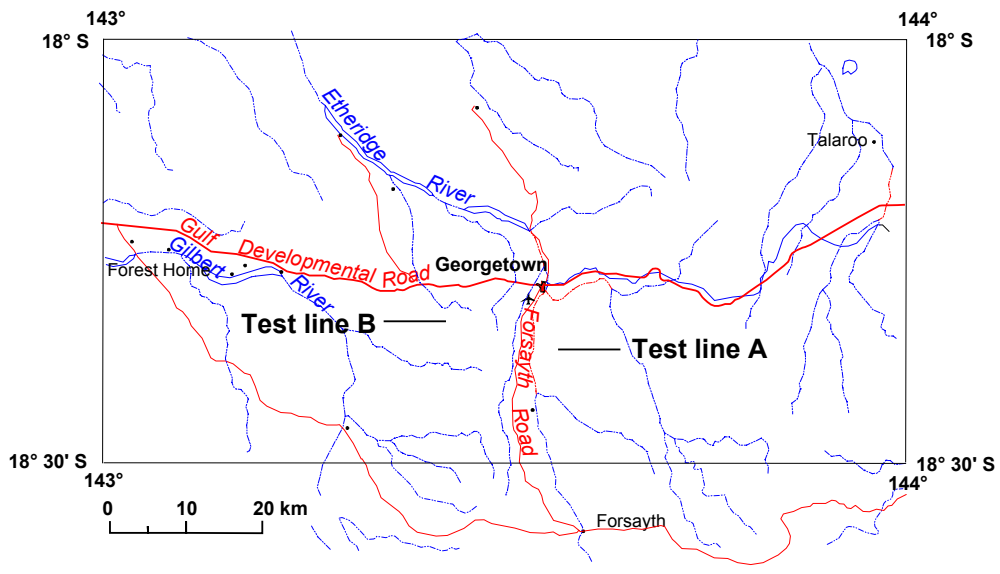 143°
144°
18° S
18° S
Etheridge River
Talaroo
Gulf Developmental Road
Forest Home
Gilbert River
Georgetown
Test line B
Forsayth Road
Test line A
18° 30' S
18° 30' S
143°
144°
0 10 20 km
Forsayth